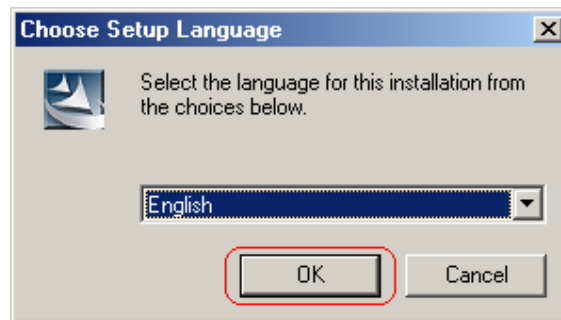 Choose Setup Language
Select the language for this installation from
the choices below.
English
OK
Cancel